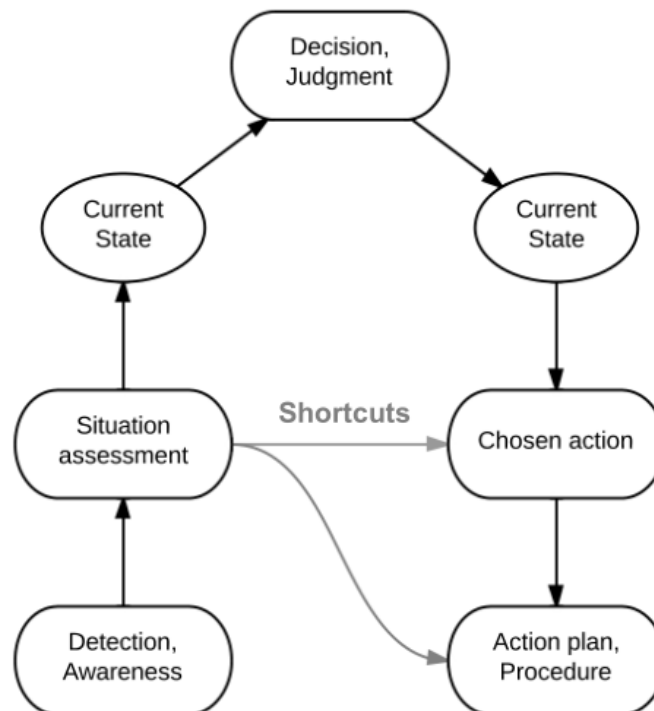 Decision,
Judgment
Current
State
Current
State
Situation
assessment
Shortcuts
Chosen action
Detection,
Awareness
Action plan,
Procedure